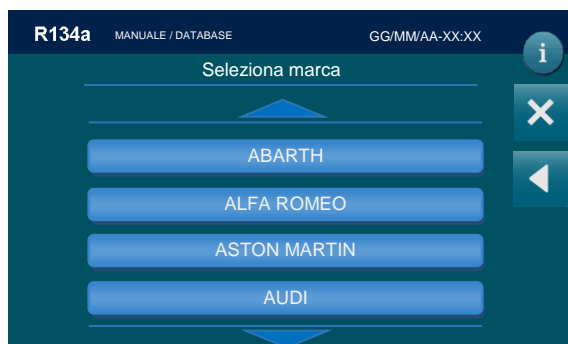 R134a MANUALE / DATABASE GG/MM/AA-XX:XX
i
Seleziona marca
ABARTH
ALFA ROMEO
ASTON MARTIN
AUDI